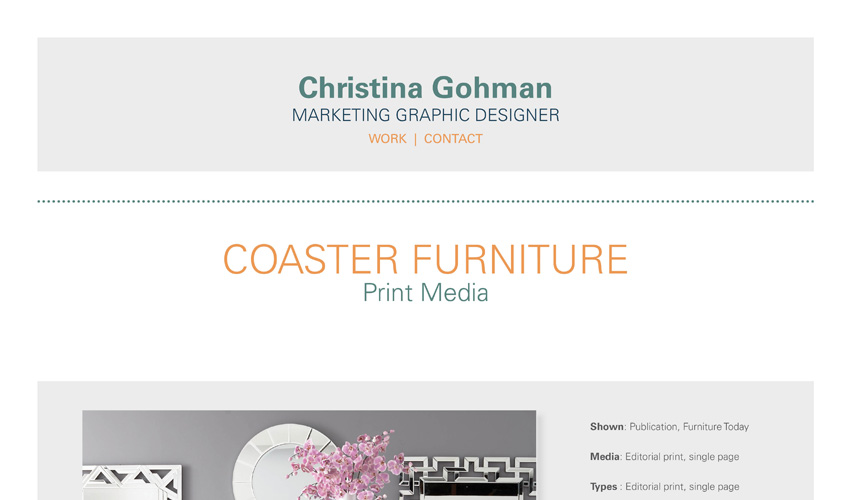 Christina Gohman
MARKETING GRAPHIC DESIGNER
WORK | CONTACT
COASTER FURNITURE
Print Media
Shown: Publication, Furniture Today
Media: Editorial print, single page
Types : Editorial print, single page